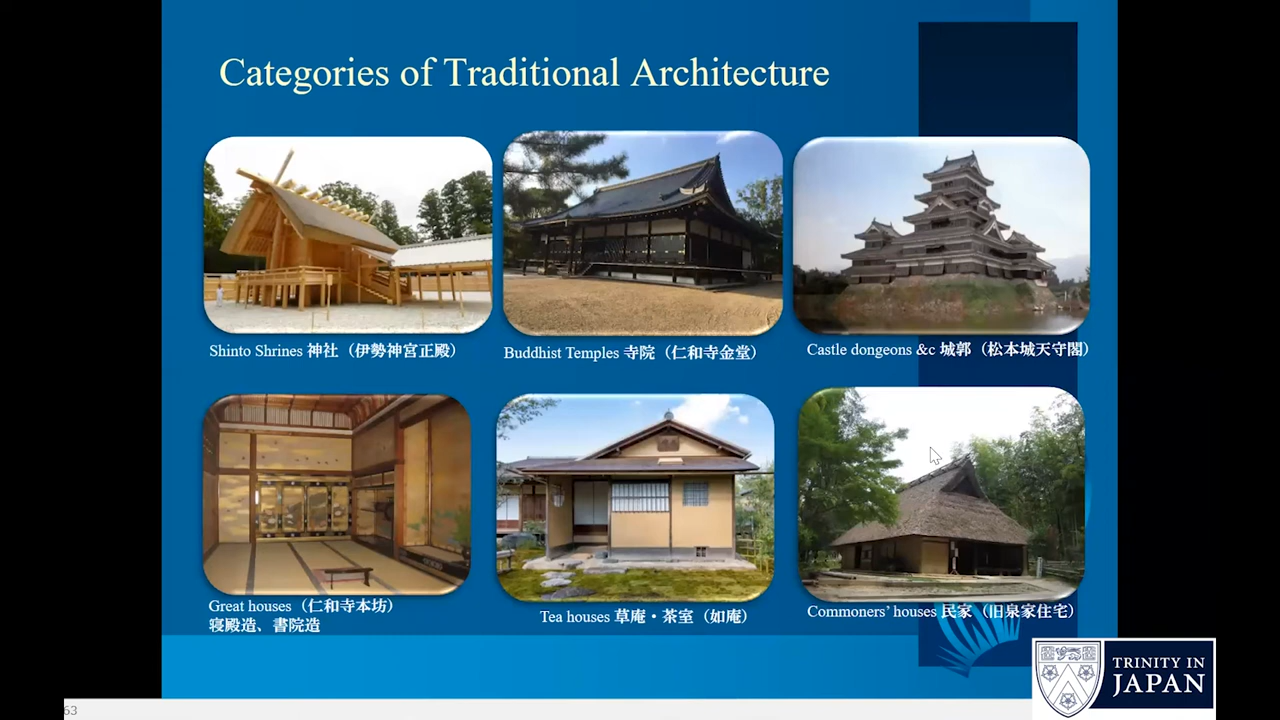 Categories of Traditional Architecture
Shinto Shrines 神社（伊勢神宮正殿）
Buddhist Temples 寺院（仁和寺金堂）
Castle dongeons &c 城郭（松本城天守閣）
Great houses（仁和寺本坊）
寝殿造、書院造
Tea houses 草庵・茶室（如庵）
Commoners’ houses 民家（旧泉家住宅）
TRINITY IN
JAPAN
63